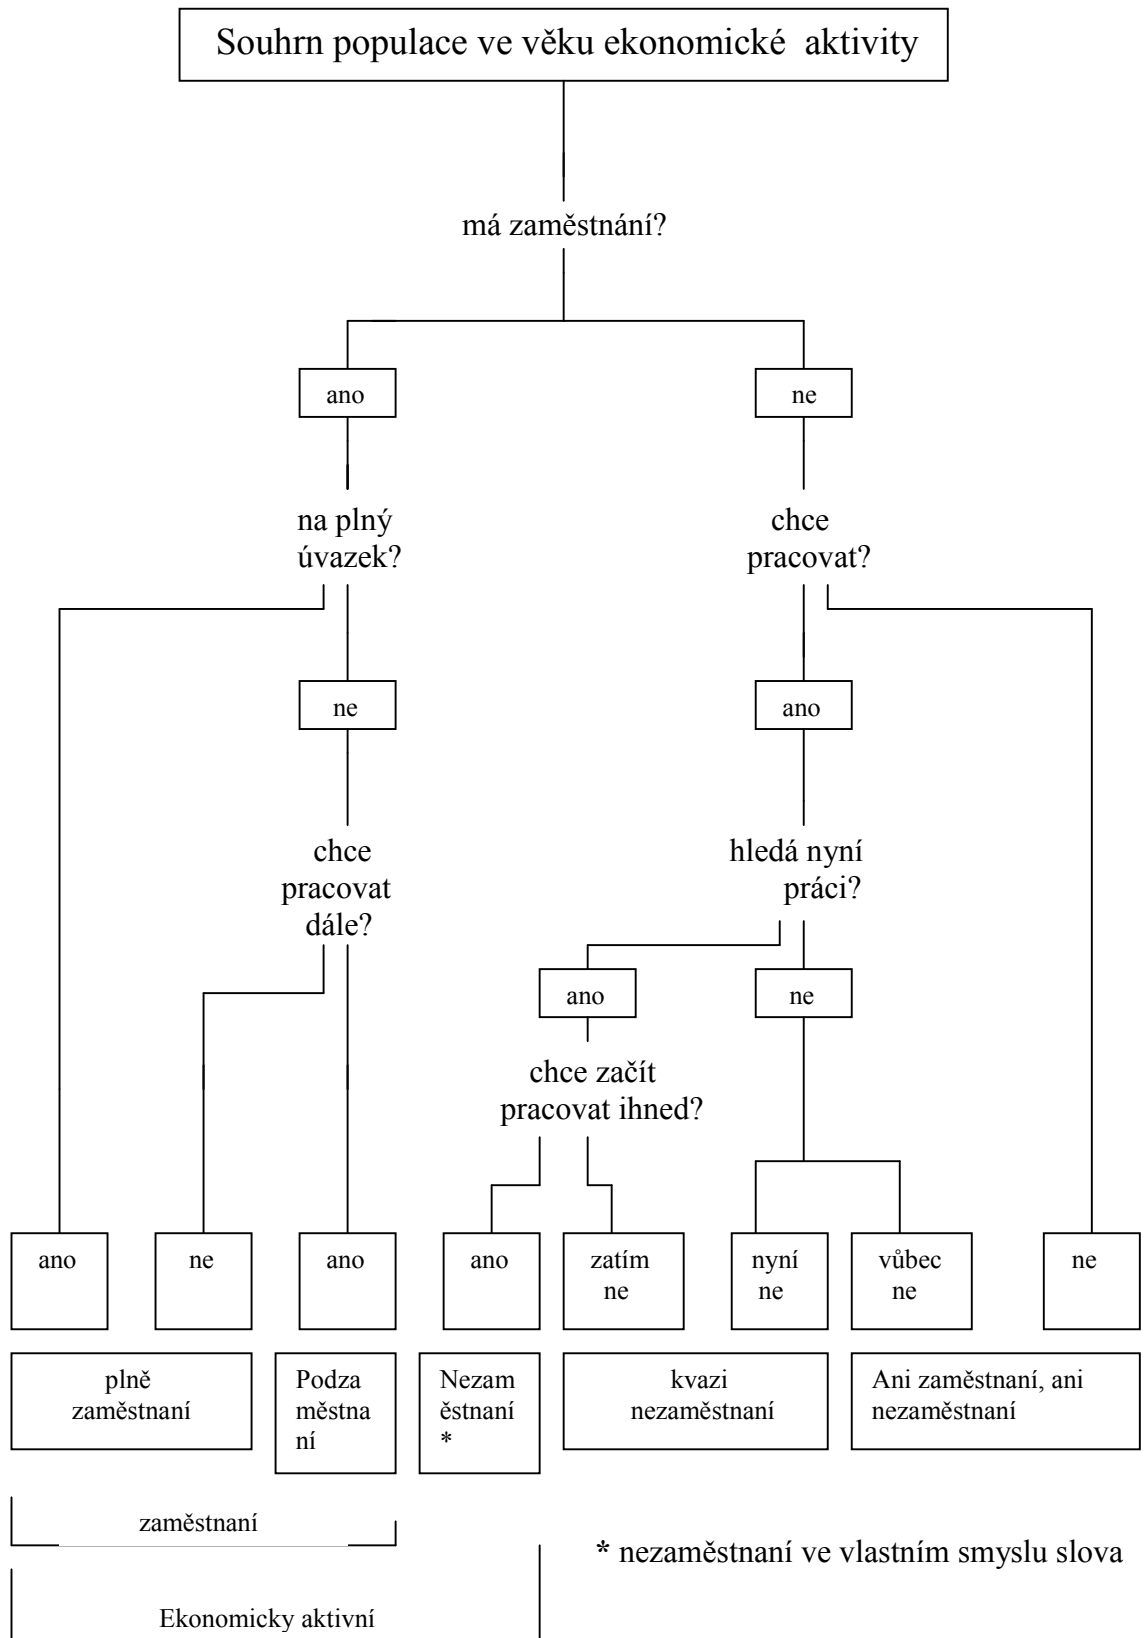 Souhrn populace ve věku ekonomické aktivity
má zaměstnání?
ano
ne
na plný
úvazek?
chce
pracovat?
ne
ano
chce
pracovat
dále?
hledá nyní
práci?
ano
ne
chce začít
pracovat ihned?
ano
ne
ano
ano
zatím
ne
nyní
ne
vůbec
ne
ne
plně
zaměstnaní
Podza
městna
ní
Nezam
ěstnaní
*
kvazi
nezaměstnaní
Ani zaměstnaní, ani
nezaměstnaní
zaměstnaní
* nezaměstnaní ve vlastním smyslu slova
Ekonomicky aktivní